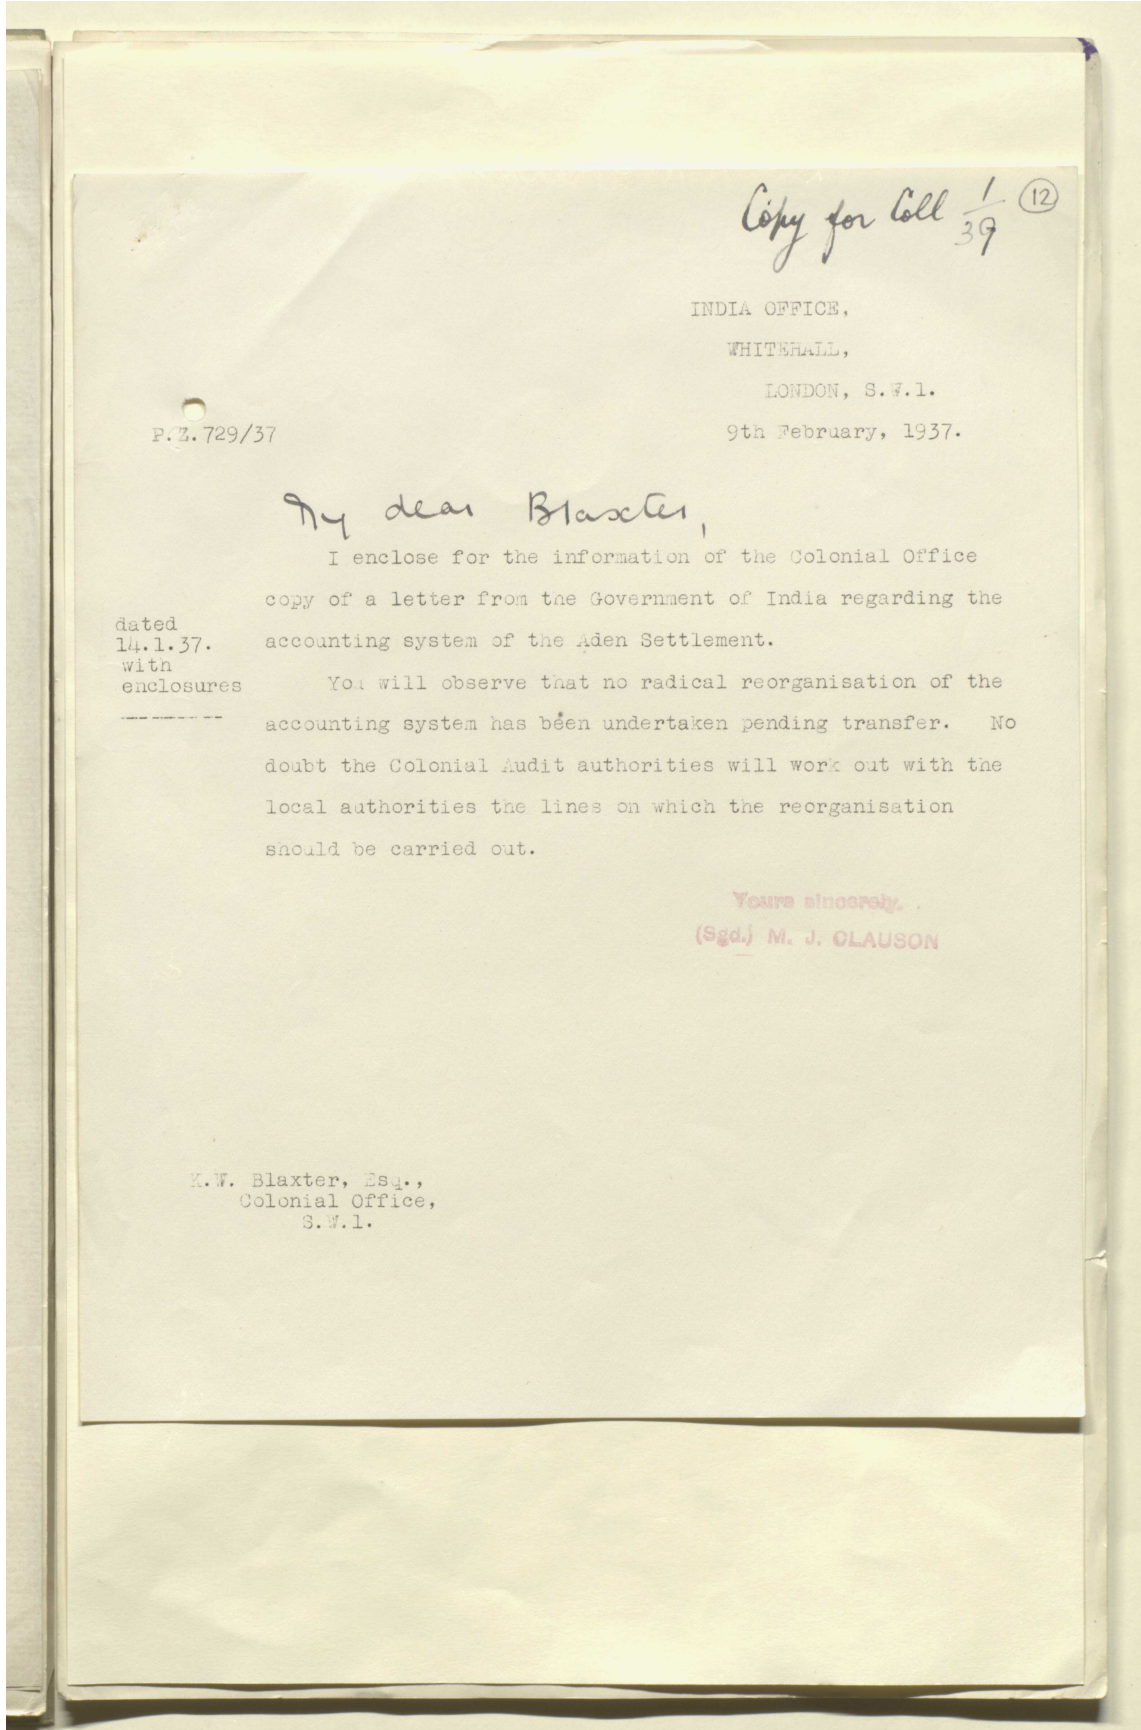 Copy for Coll 1/39
12
INDIA OFFICE,
WHITEHALL,
LONDON, S.W.1.
P.Z.729/37
9th February, 1937.
My dear Blaxter,
I enclose for the information of the Colonial Office
copy of a letter from the Government of India regarding the
accounting system of the Aden Settlement.
dated
14.1.37.
with
enclosures
You will observe that no radical reorganisation of the
accounting system has been undertaken pending transfer. No
doubt the Colonial Audit authorities will work out with the
local authorities the lines on which the reorganisation
should be carried out.
Yours sincerely,
(Sgd.) M. J. CLAUSON
K.W. Blaxter, Esq.,
Colonial Office,
S.W.1.